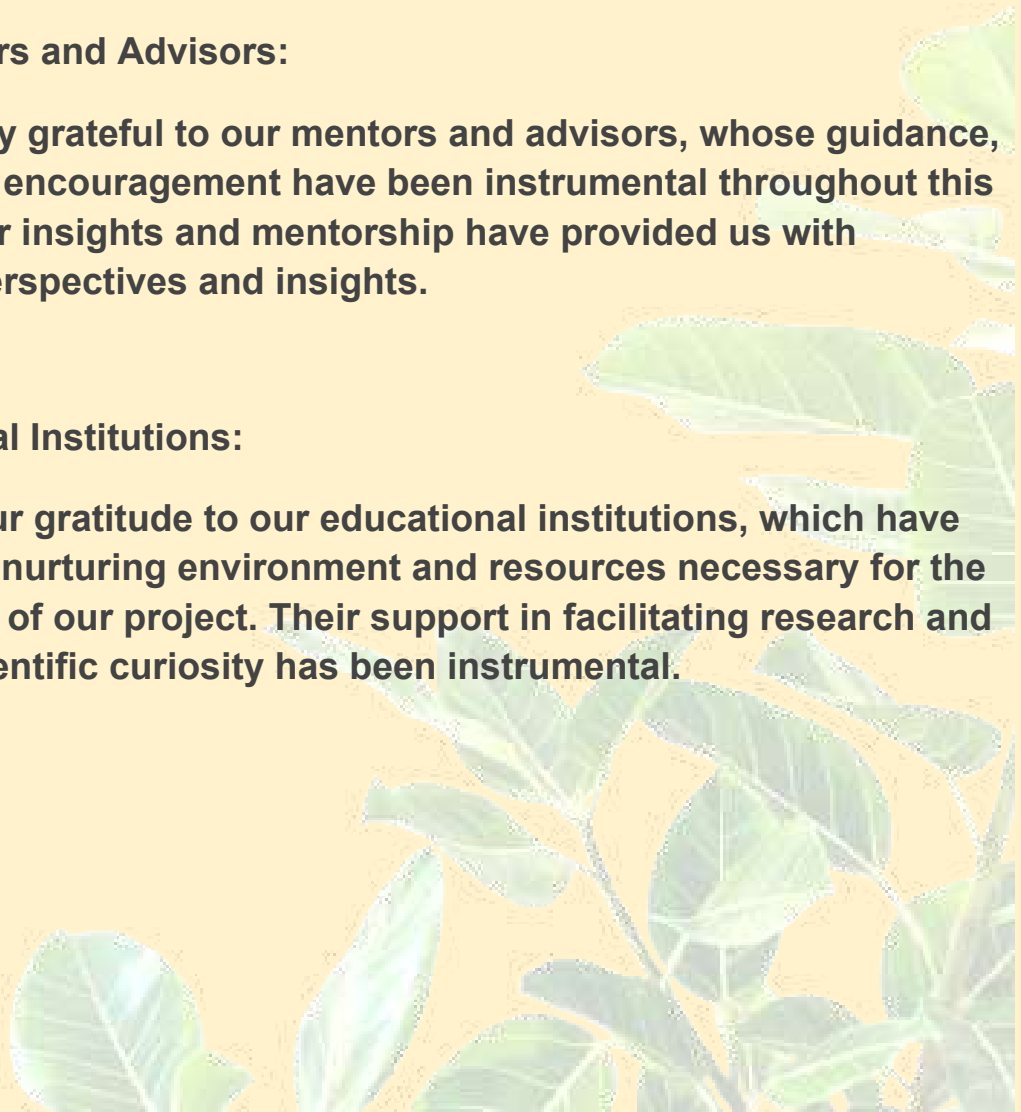 rs and Advisors:
y grateful to our mentors and advisors, whose guidance,
encouragement have been instrumental throughout this
r insights and mentorship have provided us with
erspectives and insights.
al Institutions:
ur gratitude to our educational institutions, which have
nurturing environment and resources necessary for the
of our project. Their support in facilitating research and
entific curiosity has been instrumental.